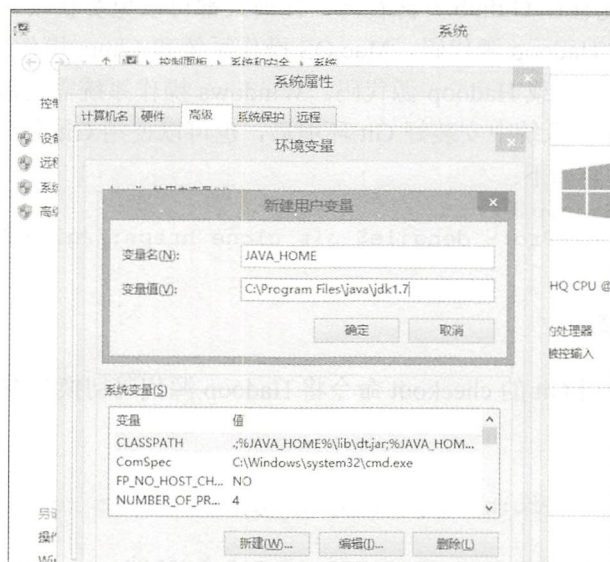 系统
控制面板 ▸ 系统和安全 ▸ 系统
系统属性
计算机名 硬件 高级 系统保护 远程
环境变量
新建用户变量
变量名(N): JAVA_HOME
变量值(V): C:\Program Files\java\jdk1.7
确定 取消
HQ CPU @
的处理器
触控输入
系统变量(S)
变量 值
CLASSPATH .;%JAVA_HOME%\lib\dt.jar;%JAVA_HOM...
ComSpec C:\Windows\system32\cmd.exe
FP_NO_HOST_CH... NO
NUMBER_OF_PR... 4
新建(W)... 编辑(I)... 删除(L)